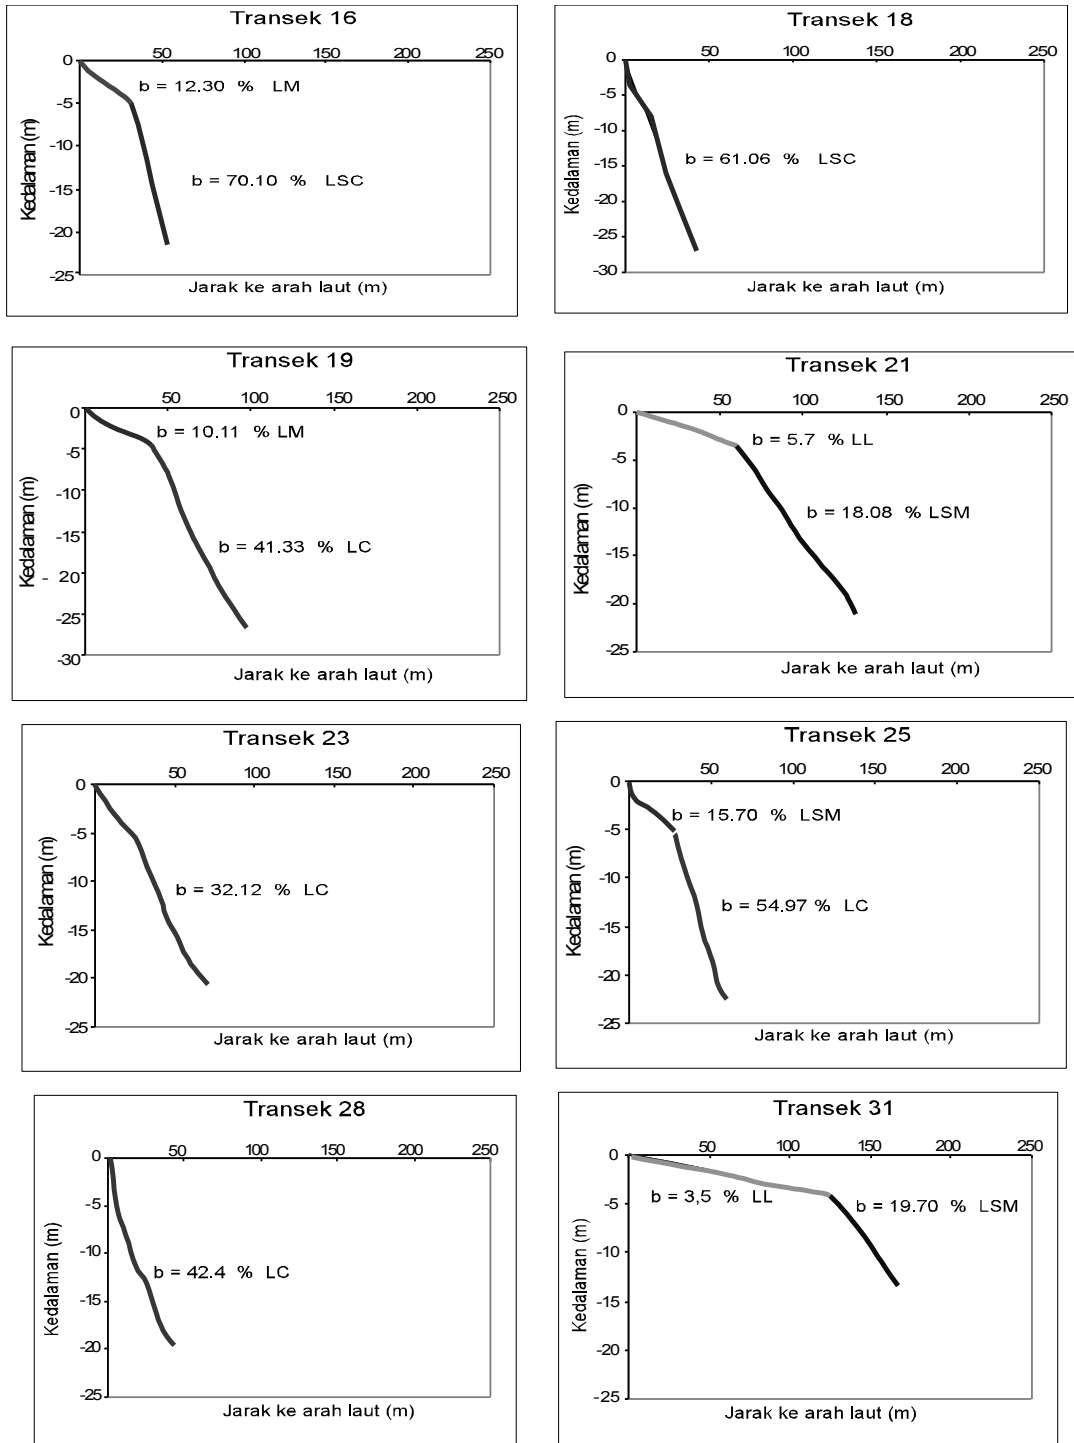 Transek 16
50 100 150 200 250
0
-5
-10
-15
-20
-25
Kedalaman (m)
b = 12.30 % LM
b = 70.10 % LSC
Jarak ke arah laut (m)
Transek 18
50 100 150 200 250
0
-5
-10
-15
-20
-25
-30
Kedalaman (m)
b = 61.06 % LSC
Jarak ke arah laut (m)
Transek 19
50 100 150 200 250
0
-5
-10
-15
- 20
-25
-30
Kedalaman (m)
b = 10.11 % LM
b = 41.33 % LC
Jarak ke arah laut (m)
Transek 21
50 100 150 200 250
0
-5
-10
-15
-20
-25
Kedalaman (m)
b = 5.7 % LL
b = 18.08 % LSM
Jarak ke arah laut (m)
Transek 23
50 100 150 200 250
0
-5
-10
-15
-20
-25
Kedalaman (m)
b = 32.12 % LC
Jarak ke arah laut (m)
Transek 25
50 100 150 200 250
0
-5
-10
-15
-20
-25
Kedalaman (m)
b = 15.70 % LSM
b = 54.97 % LC
Jarak ke arah laut (m)
Transek 28
50 100 150 200 250
0
-5
-10
-15
-20
-25
Kedalaman (m)
b = 42.4 % LC
Jarak ke arah laut (m)
Transek 31
50 100 150 200 250
0
-5
-10
-15
-20
-25
Kedalaman (m)
b = 3,5 % LL
b = 19.70 % LSM
Jarak ke arah laut (m)